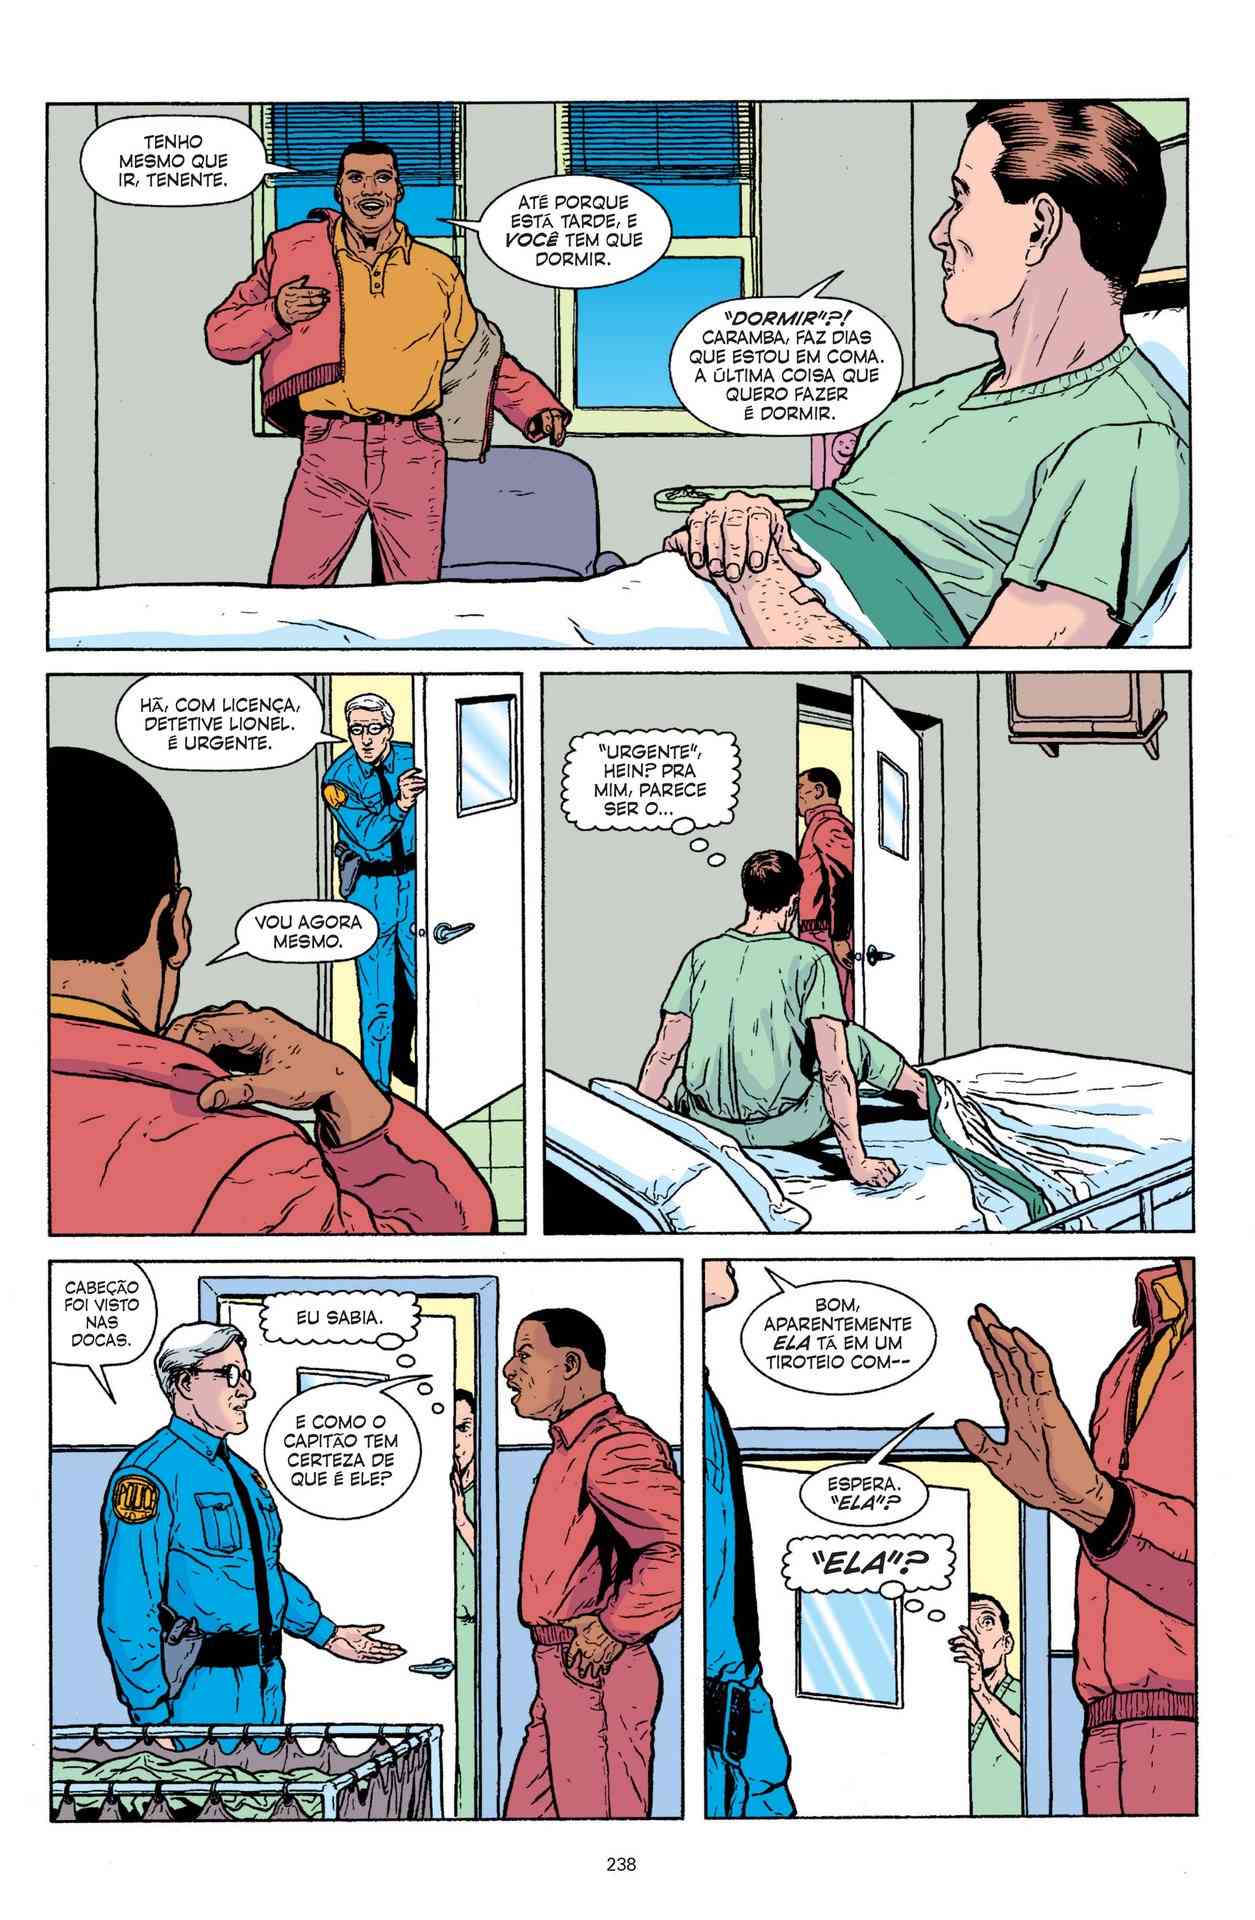 TENHO
MESMO QUE
IR, TENENTE.
ATÉ PORQUE
ESTÁ TARDE, E
VOCÊ TEM QUE
DORMIR.
"DORMIR"?!
CARAMBA, FAZ DIAS
QUE ESTOU EM COMA.
A ÚLTIMA COISA QUE
QUERO FAZER
É DORMIR.
HÃ, COM LICENÇA,
DETETIVE LIONEL.
É URGENTE.
VOU AGORA
MESMO.
"URGENTE",
HEIN? PRA
MIM, PARECE
SER O...
CABEÇÃO
FOI VISTO
NAS
DOCAS.
EU SABIA.
E COMO O
CAPITÃO TEM
CERTEZA DE
QUE É ELE?
BOM,
APARENTEMENTE
ELA TÁ EM UM
TIROTEIO COM--
ESPERA.
"ELA"?
"ELA"?
238